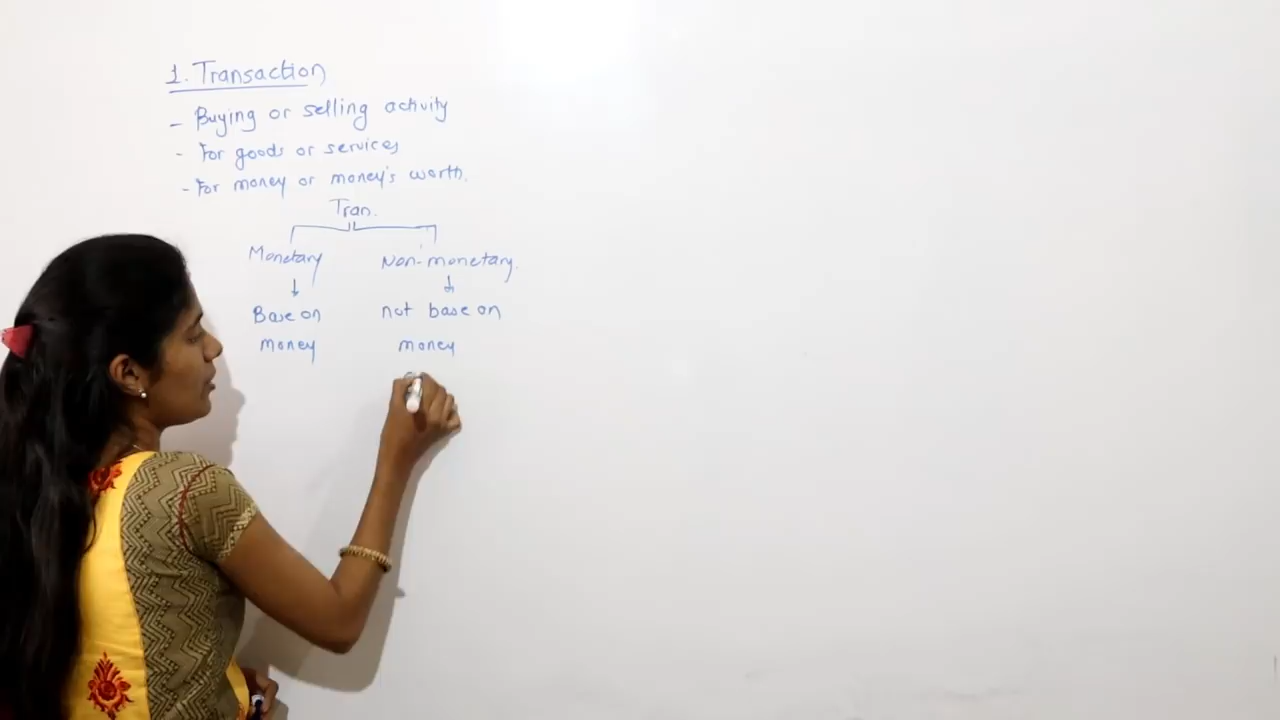 1. Transaction
- Buying or selling activity
- For goods or services
- For money or money's worth.
Tran.
Monetary Non-monetary.
Base on not base on
money money